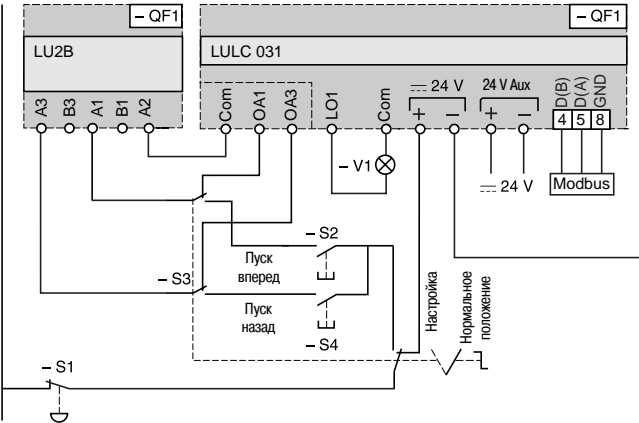 – QF1
– QF1
LU2B
LULC 031
A3
B3
A1
B1
A2
Com
OA1
OA3
LO1
Com
24 V
+
–
24 V Aux
+
–
D(B)
D(A)
GND
4
5
8
– V1
24 V
Modbus
– S2
Пуск
вперед
– S3
Пуск
назад
– S4
Настройка
Нормальное
положение
– S1